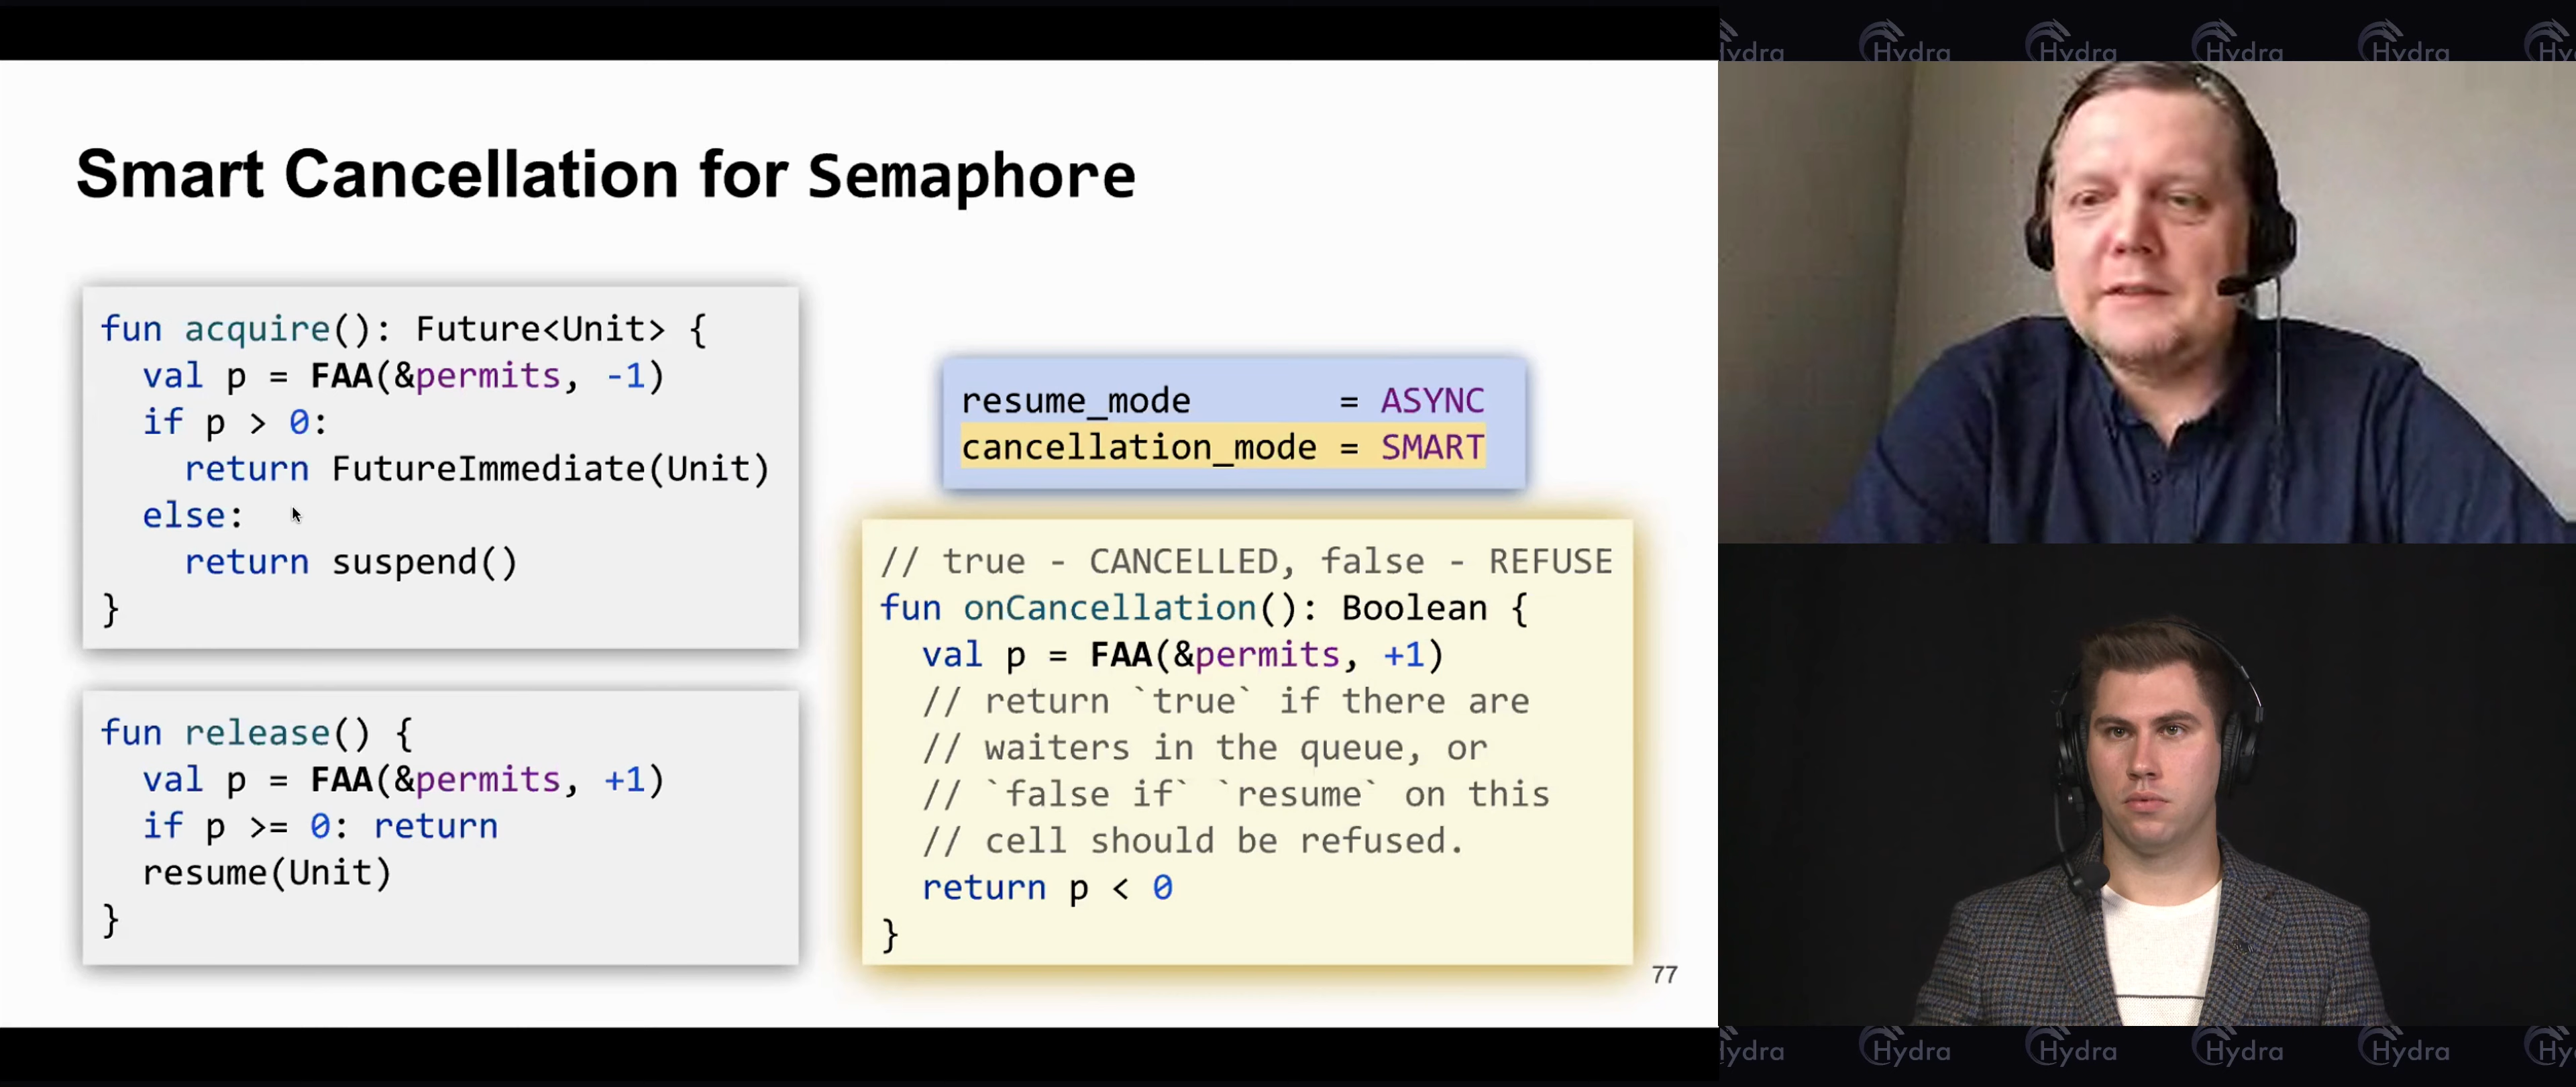 Hydra Hydra Hydra Hydra
Smart Cancellation for Semaphore
fun acquire(): Future<Unit> {
val p = FAA(&permits, -1)
if p > 0:
return FutureImmediate(Unit)
else:
return suspend()
}
fun release() {
val p = FAA(&permits, +1)
if p >= 0: return
resume(Unit)
}
resume_mode = ASYNC
cancellation_mode = SMART
// true - CANCELLED, false - REFUSE
fun onCancellation(): Boolean {
val p = FAA(&permits, +1)
// return `true` if there are
// waiters in the queue, or
// `false if` `resume` on this
// cell should be refused.
return p < 0
}
77
Hydra Hydra Hydra Hydra